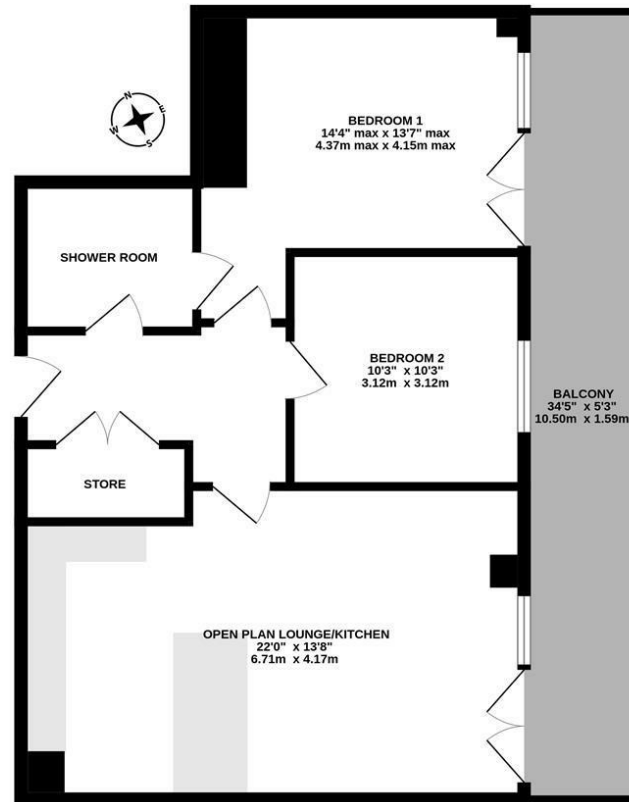 N
E
W
S
BEDROOM 1
14'4" max x 13'7" max
4.37m max x 4.15m max
SHOWER ROOM
BEDROOM 2
10'3" x 10'3"
3.12m x 3.12m
BALCONY
34'5" x 5'3"
10.50m x 1.59m
STORE
OPEN PLAN LOUNGE/KITCHEN
22'0" x 13'8"
6.71m x 4.17m